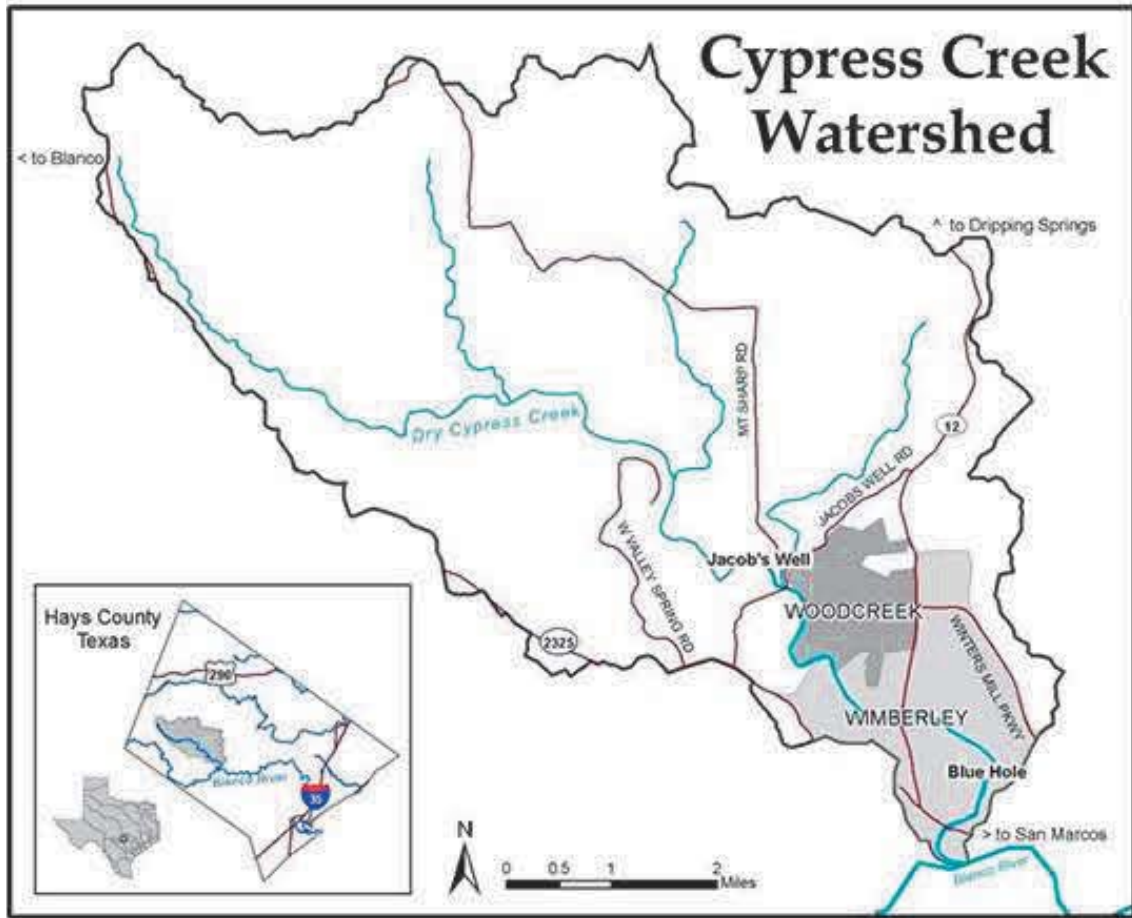 Cypress Creek
Watershed
< to Blanco
^ to Dripping Springs
MT SHARP RD
Dry Cypress Creek
12
JACOBS WELL RD
W VALLEY SPRING RD
Jacob's Well
WOODCREEK
2325
WINTERS MILL PKWY
WIMBERLEY
Blue Hole
> to San Marcos
Blanco River
Hays County
Texas
290
Blanco River
35
N
0 0.5 1 2
Miles